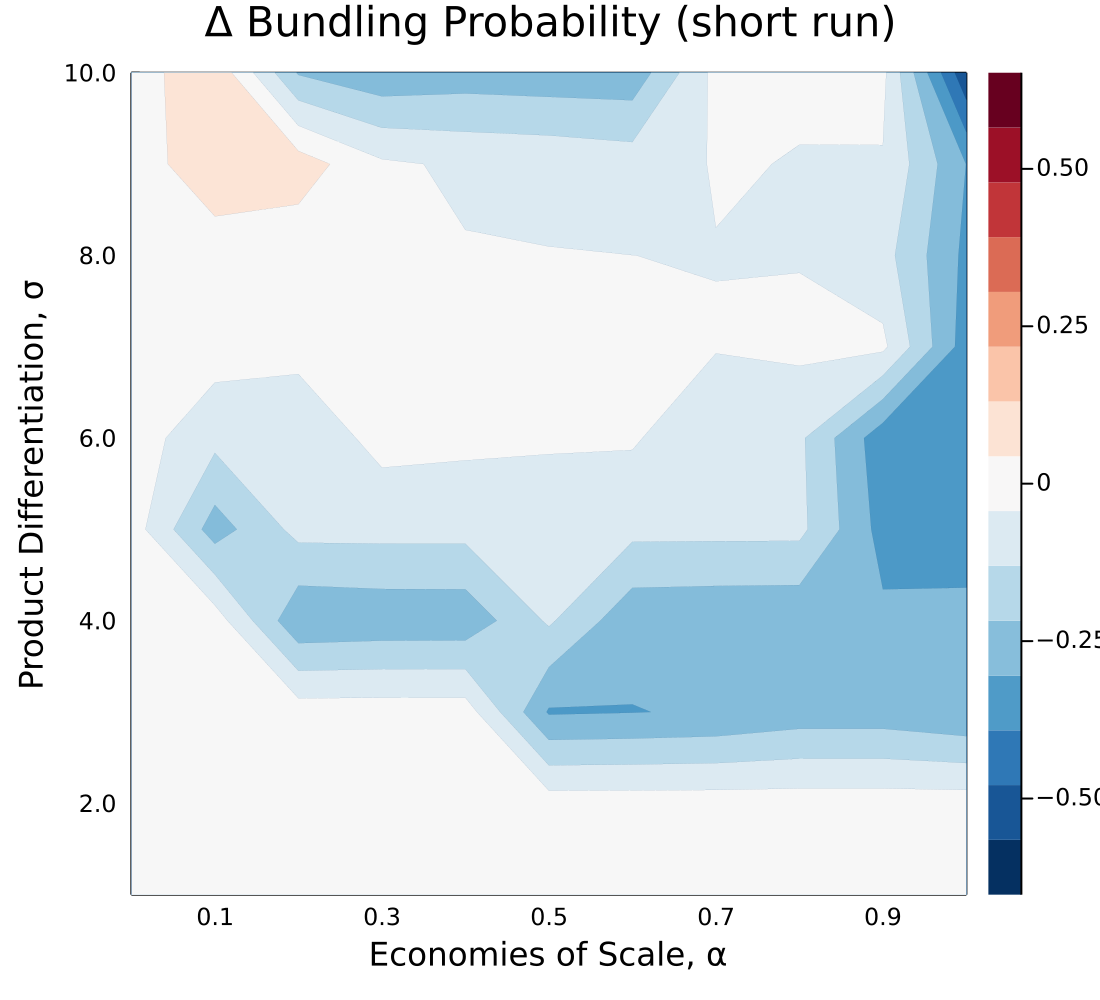 Δ Bundling Probability (short run)
10.0
8.0
6.0
4.0
2.0
Product Differentiation, σ
0.1 0.3 0.5 0.7 0.9
Economies of Scale, α
0.50
0.25
0
−0.25
−0.50